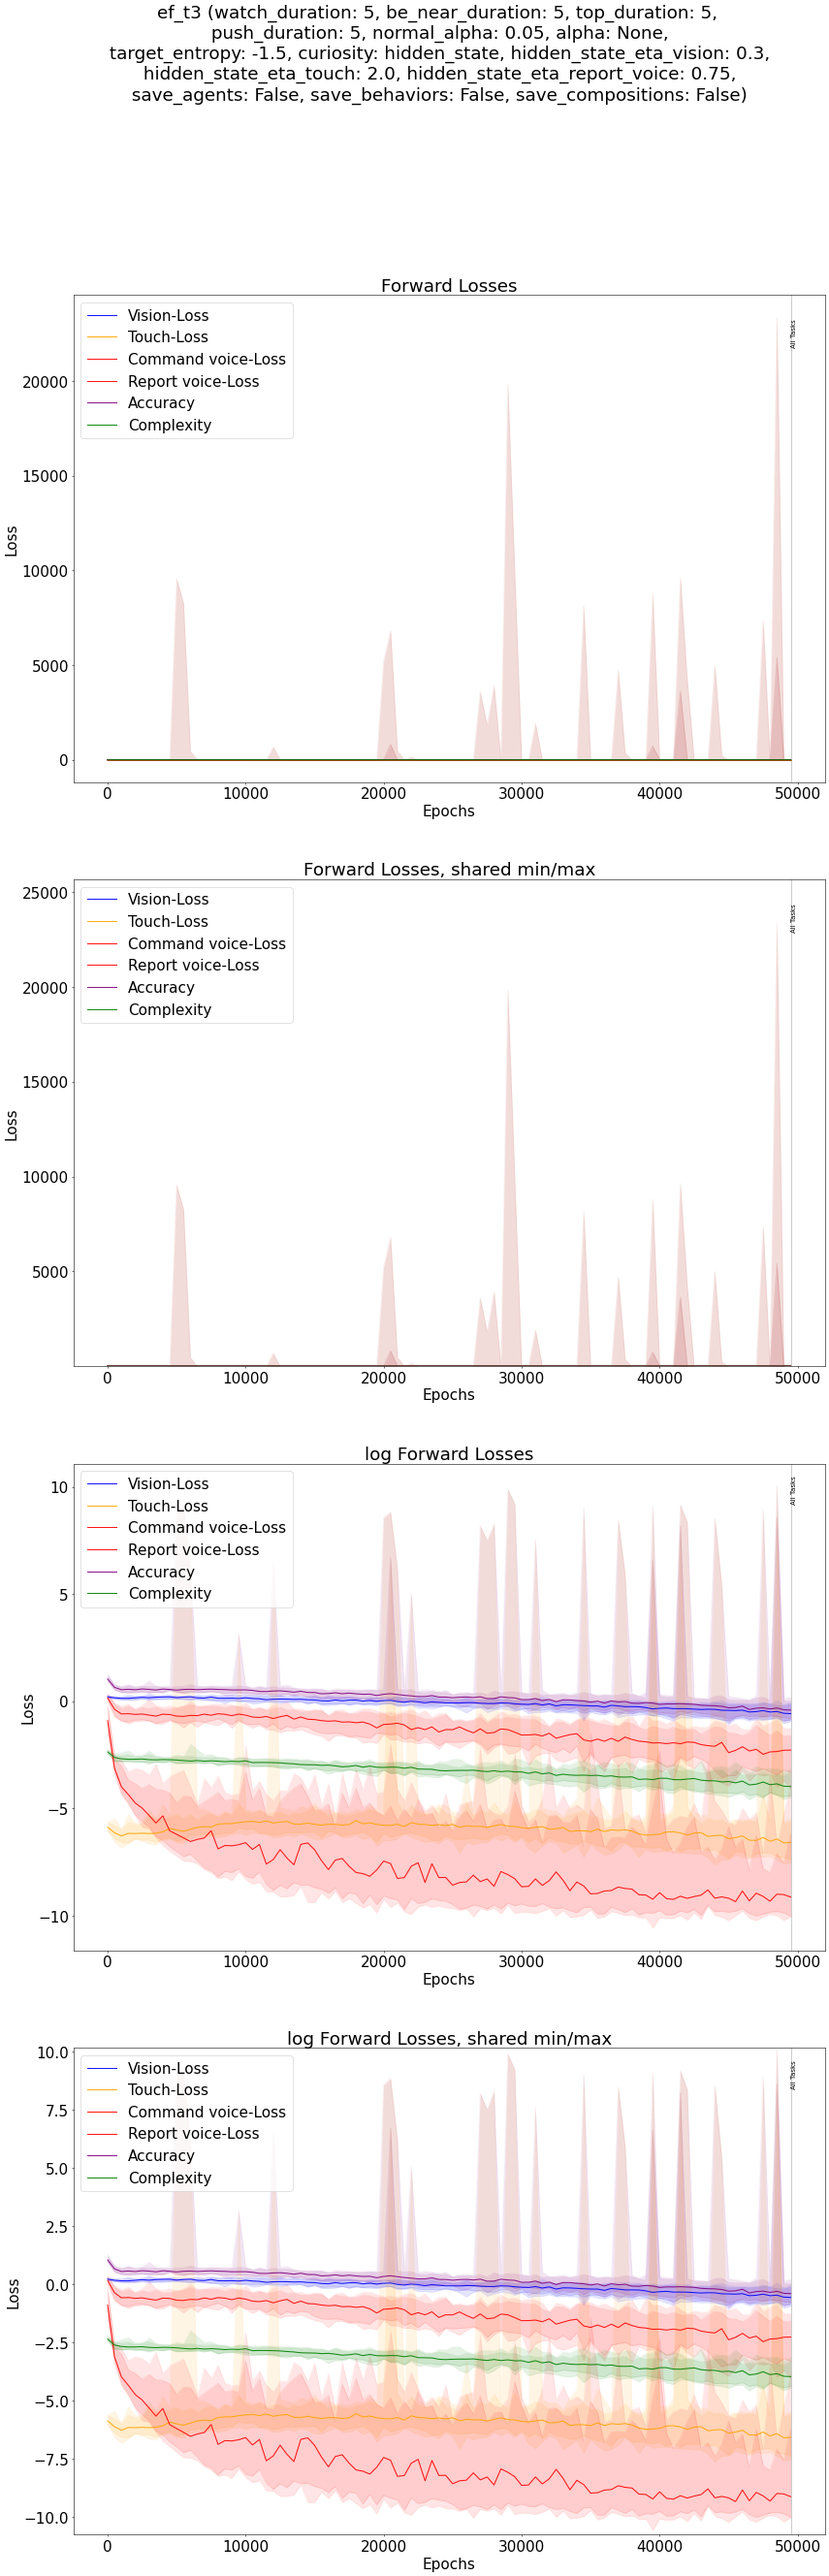 ef_t3 (watch_duration: 5, be_near_duration: 5, top_duration: 5,
push_duration: 5, normal_alpha: 0.05, alpha: None,
target_entropy: -1.5, curiosity: hidden_state, hidden_state_eta_vision: 0.3,
hidden_state_eta_touch: 2.0, hidden_state_eta_report_voice: 0.75,
save_agents: False, save_behaviors: False, save_compositions: False)
Forward Losses
Vision-Loss
Touch-Loss
Command voice-Loss
Report voice-Loss
Accuracy
Complexity
All Tasks
20000
15000
10000
5000
0
Loss
0 10000 20000 30000 40000 50000
Epochs
Forward Losses, shared min/max
25000
Vision-Loss
Touch-Loss
Command voice-Loss
Report voice-Loss
Accuracy
Complexity
All Tasks
20000
15000
10000
5000
Loss
0 10000 20000 30000 40000 50000
Epochs
log Forward Losses
Vision-Loss
Touch-Loss
Command voice-Loss
Report voice-Loss
Accuracy
Complexity
All Tasks
10
5
0
−5
−10
Loss
0 10000 20000 30000 40000 50000
Epochs
log Forward Losses, shared min/max
Vision-Loss
Touch-Loss
Command voice-Loss
Report voice-Loss
Accuracy
Complexity
All Tasks
10.0
7.5
5.0
2.5
0.0
−2.5
−5.0
−7.5
−10.0
Loss
0 10000 20000 30000 40000 50000
Epochs